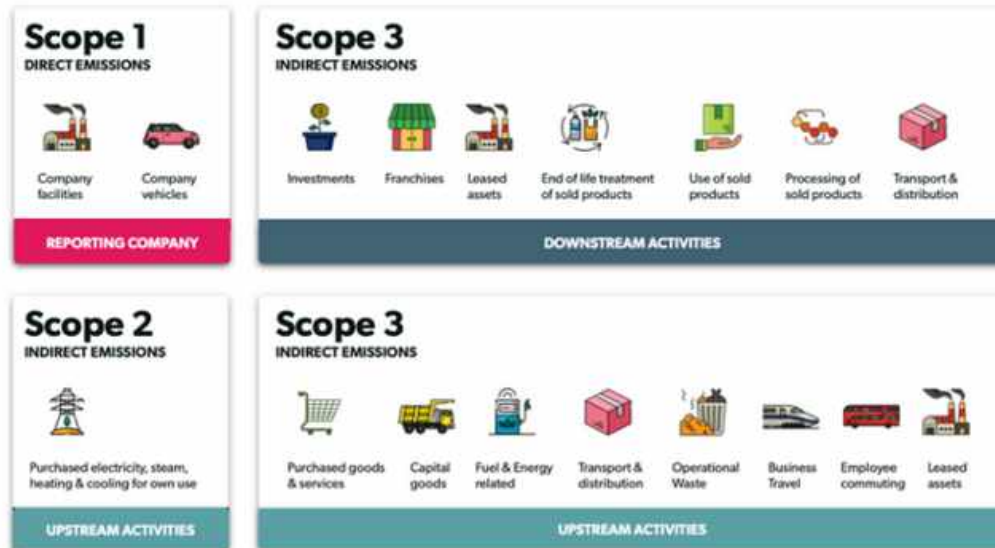 Scope 1
DIRECT EMISSIONS
Company
facilities
Company
vehicles
REPORTING COMPANY
Scope 3
INDIRECT EMISSIONS
Investments
Franchises
Leased
assets
End of life treatment
of sold products
Use of sold
products
Processing of
sold products
Transport &
distribution
DOWNSTREAM ACTIVITIES
Scope 2
INDIRECT EMISSIONS
Purchased electricity, steam,
heating & cooling for own use
UPSTREAM ACTIVITIES
Scope 3
INDIRECT EMISSIONS
Purchased goods
& services
Capital
goods
Fuel & Energy
related
Transport &
distribution
Operational
Waste
Business
Travel
Employee
commuting
Leased
assets
UPSTREAM ACTIVITIES